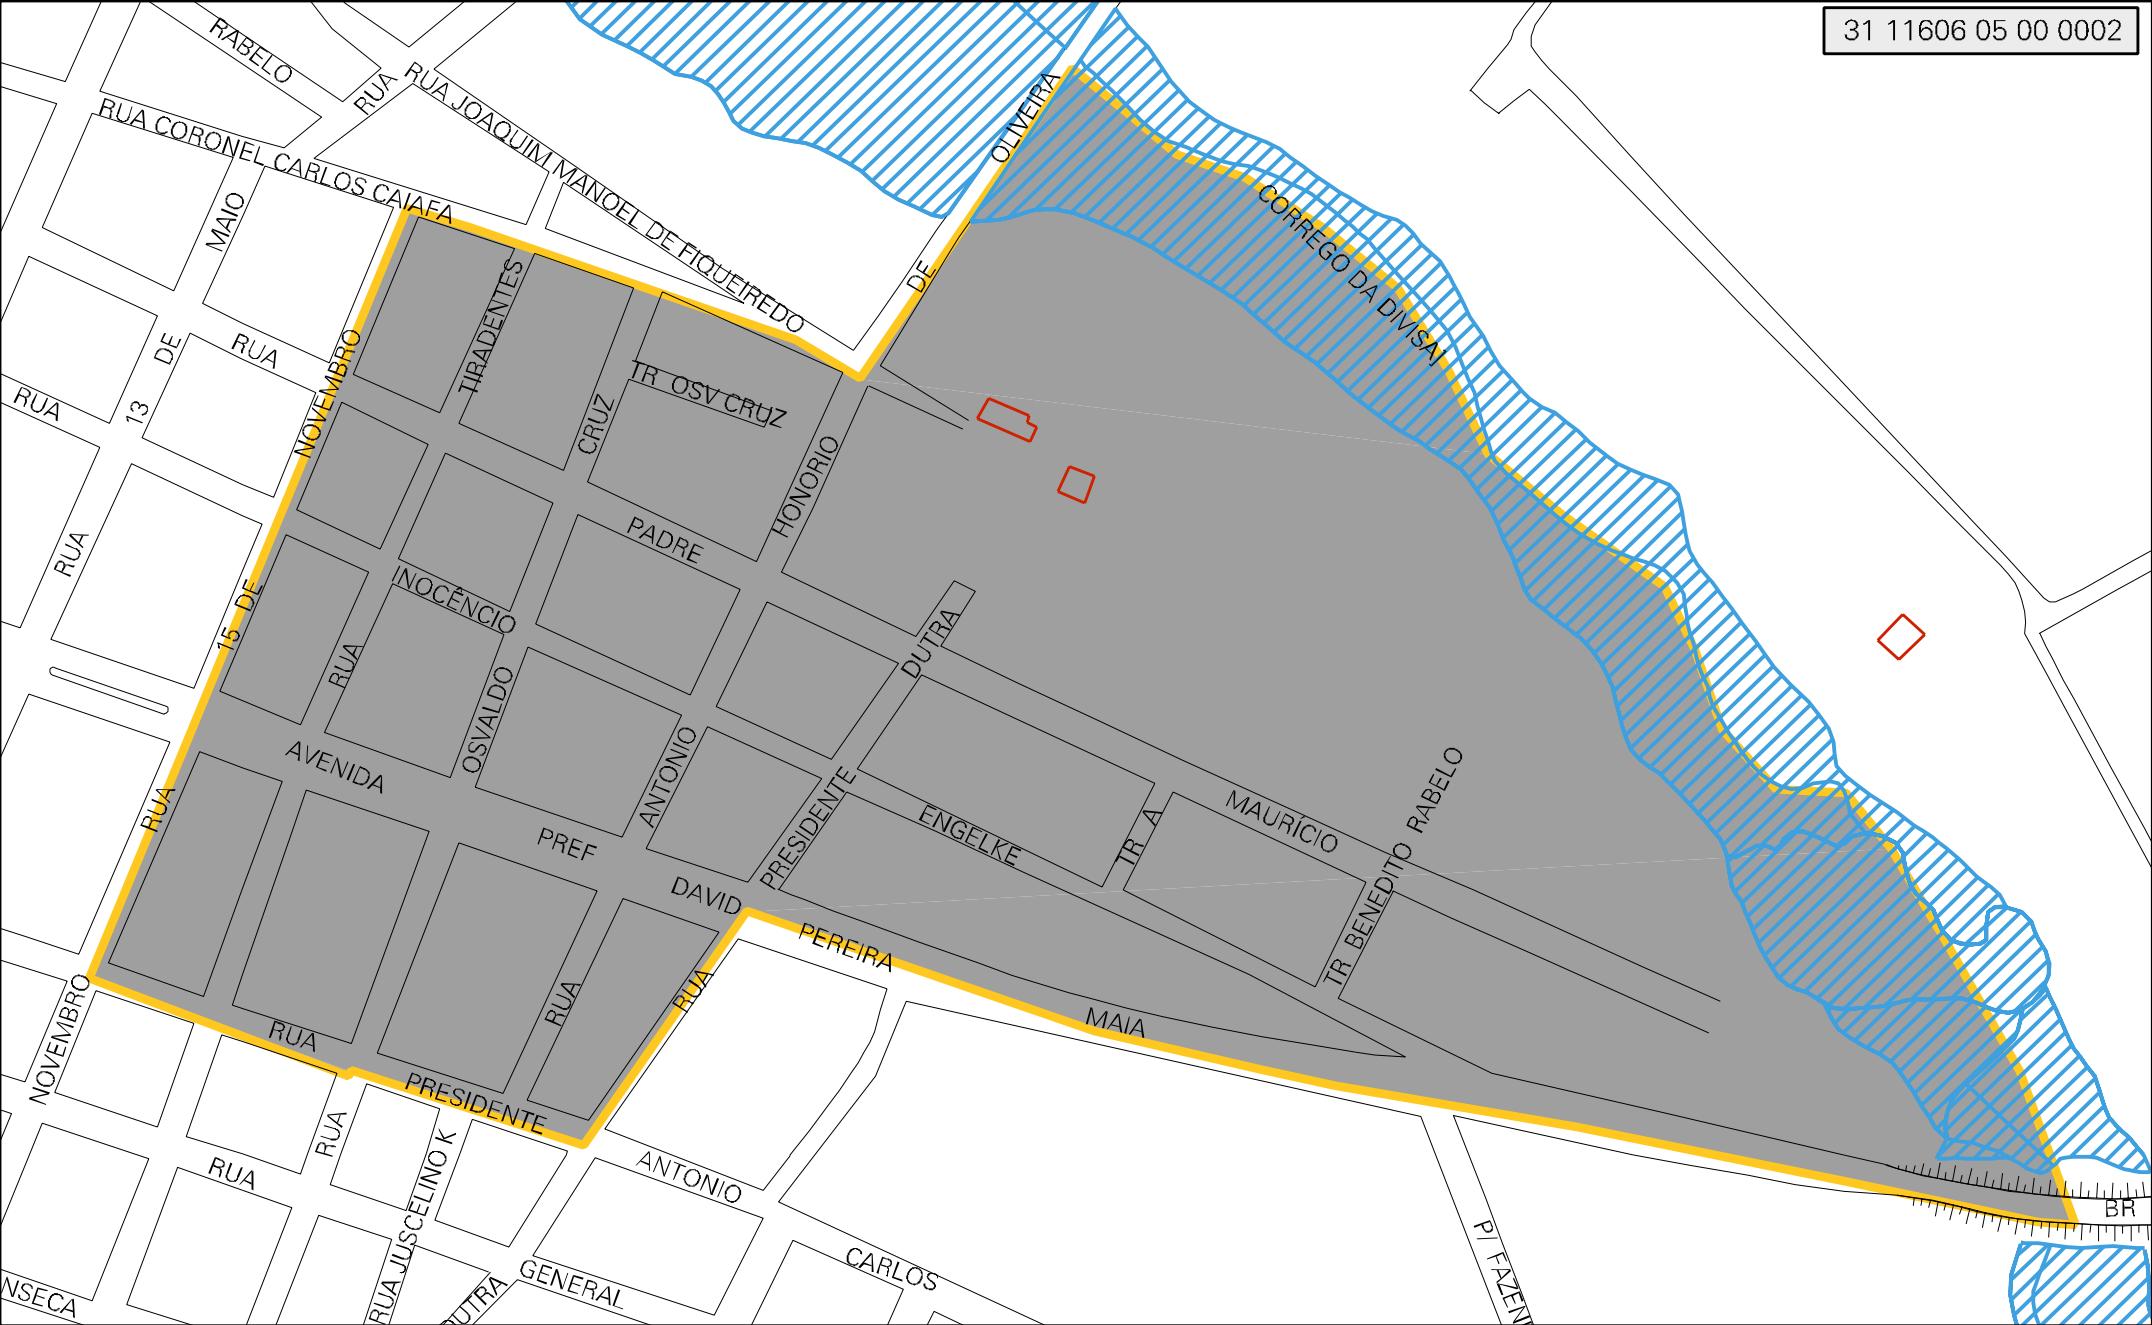 31 11606 05 00 0002
RABELO
RUA
RUA JOAQUIM MANOEL DE FIQUEIREDO
RUA CORONEL CARLOS CAIAFA
OLIVEIRA
DE
HONORIO
CORREGO DA DIVISA
MAIO
DE
13
RUA
RUA
RUA
TIRADENTES
RUA
NOVEMBRO
15 DE
RUA
TR OSV CRUZ
CRUZ
OSVALDO
PADRE
INOCÊNCIO
DUTRA
PRESIDENTE
RUA
ANTONIO
RUA
AVENIDA
PREF
DAVID
PEREIRA
MAIA
ENGELKE
MAURÍCIO
TR A
TR BENEDITO RABELO
NOVEMBRO
RUA
PRESIDENTE
RUA
RUA
RUA JUSCELINO K
ANTONIO
CARLOS
GENERAL
DUTRA
NSECA
P/ FAZEN
BR